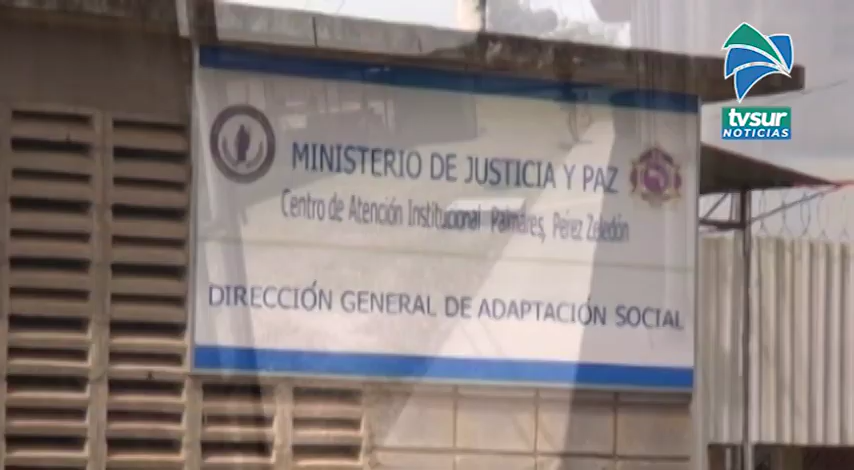 tvsur
NOTICIAS
MINISTERIO DE JUSTICIA Y PAZ
Centro de Atención Institucional Palmares, Pérez Zeledón
DIRECCIÓN GENERAL DE ADAPTACIÓN SOCIAL